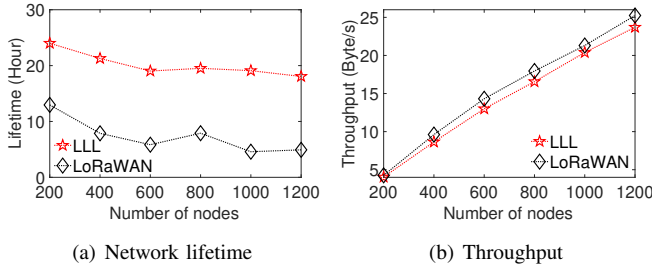 30
20
10
0
Lifetime (Hour)
LLL
LoRaWAN
200 400 600 800 1000 1200
Number of nodes
(a) Network lifetime
25
20
15
10
5
Throughput (Byte/s)
LLL
LoRaWAN
200 400 600 800 1000 1200
Number of nodes
(b) Throughput